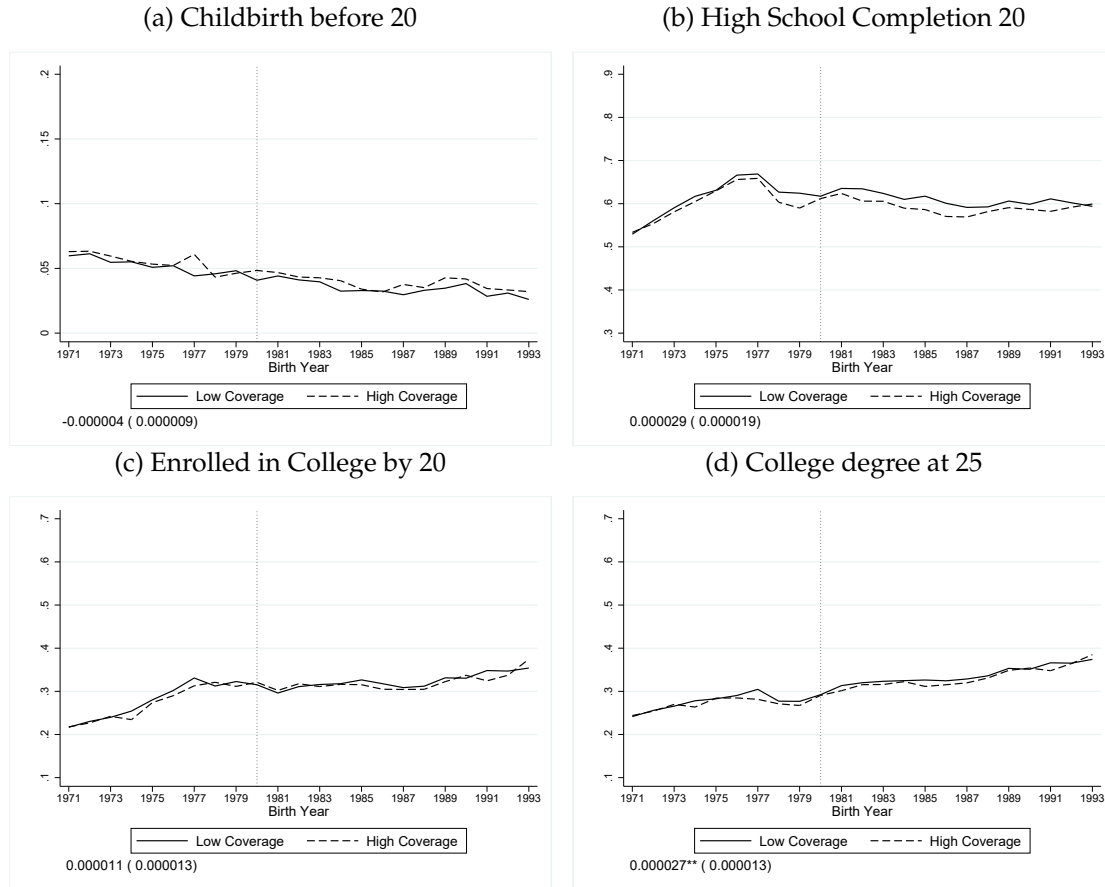 (a) Childbirth before 20
.2
.15
.1
.05
0
1971 1973 1975 1977 1979 1981 1983 1985 1987 1989 1991 1993
Birth Year
Low Coverage High Coverage
-0.000004 ( 0.000009)
(b) High School Completion 20
.9
.8
.7
.6
.5
.4
.3
1971 1973 1975 1977 1979 1981 1983 1985 1987 1989 1991 1993
Birth Year
Low Coverage High Coverage
0.000029 ( 0.000019)
(c) Enrolled in College by 20
.7
.6
.5
.4
.3
.2
.1
1971 1973 1975 1977 1979 1981 1983 1985 1987 1989 1991 1993
Birth Year
Low Coverage High Coverage
0.000011 ( 0.000013)
(d) College degree at 25
.7
.6
.5
.4
.3
.2
.1
1971 1973 1975 1977 1979 1981 1983 1985 1987 1989 1991 1993
Birth Year
Low Coverage High Coverage
0.000027** ( 0.000013)